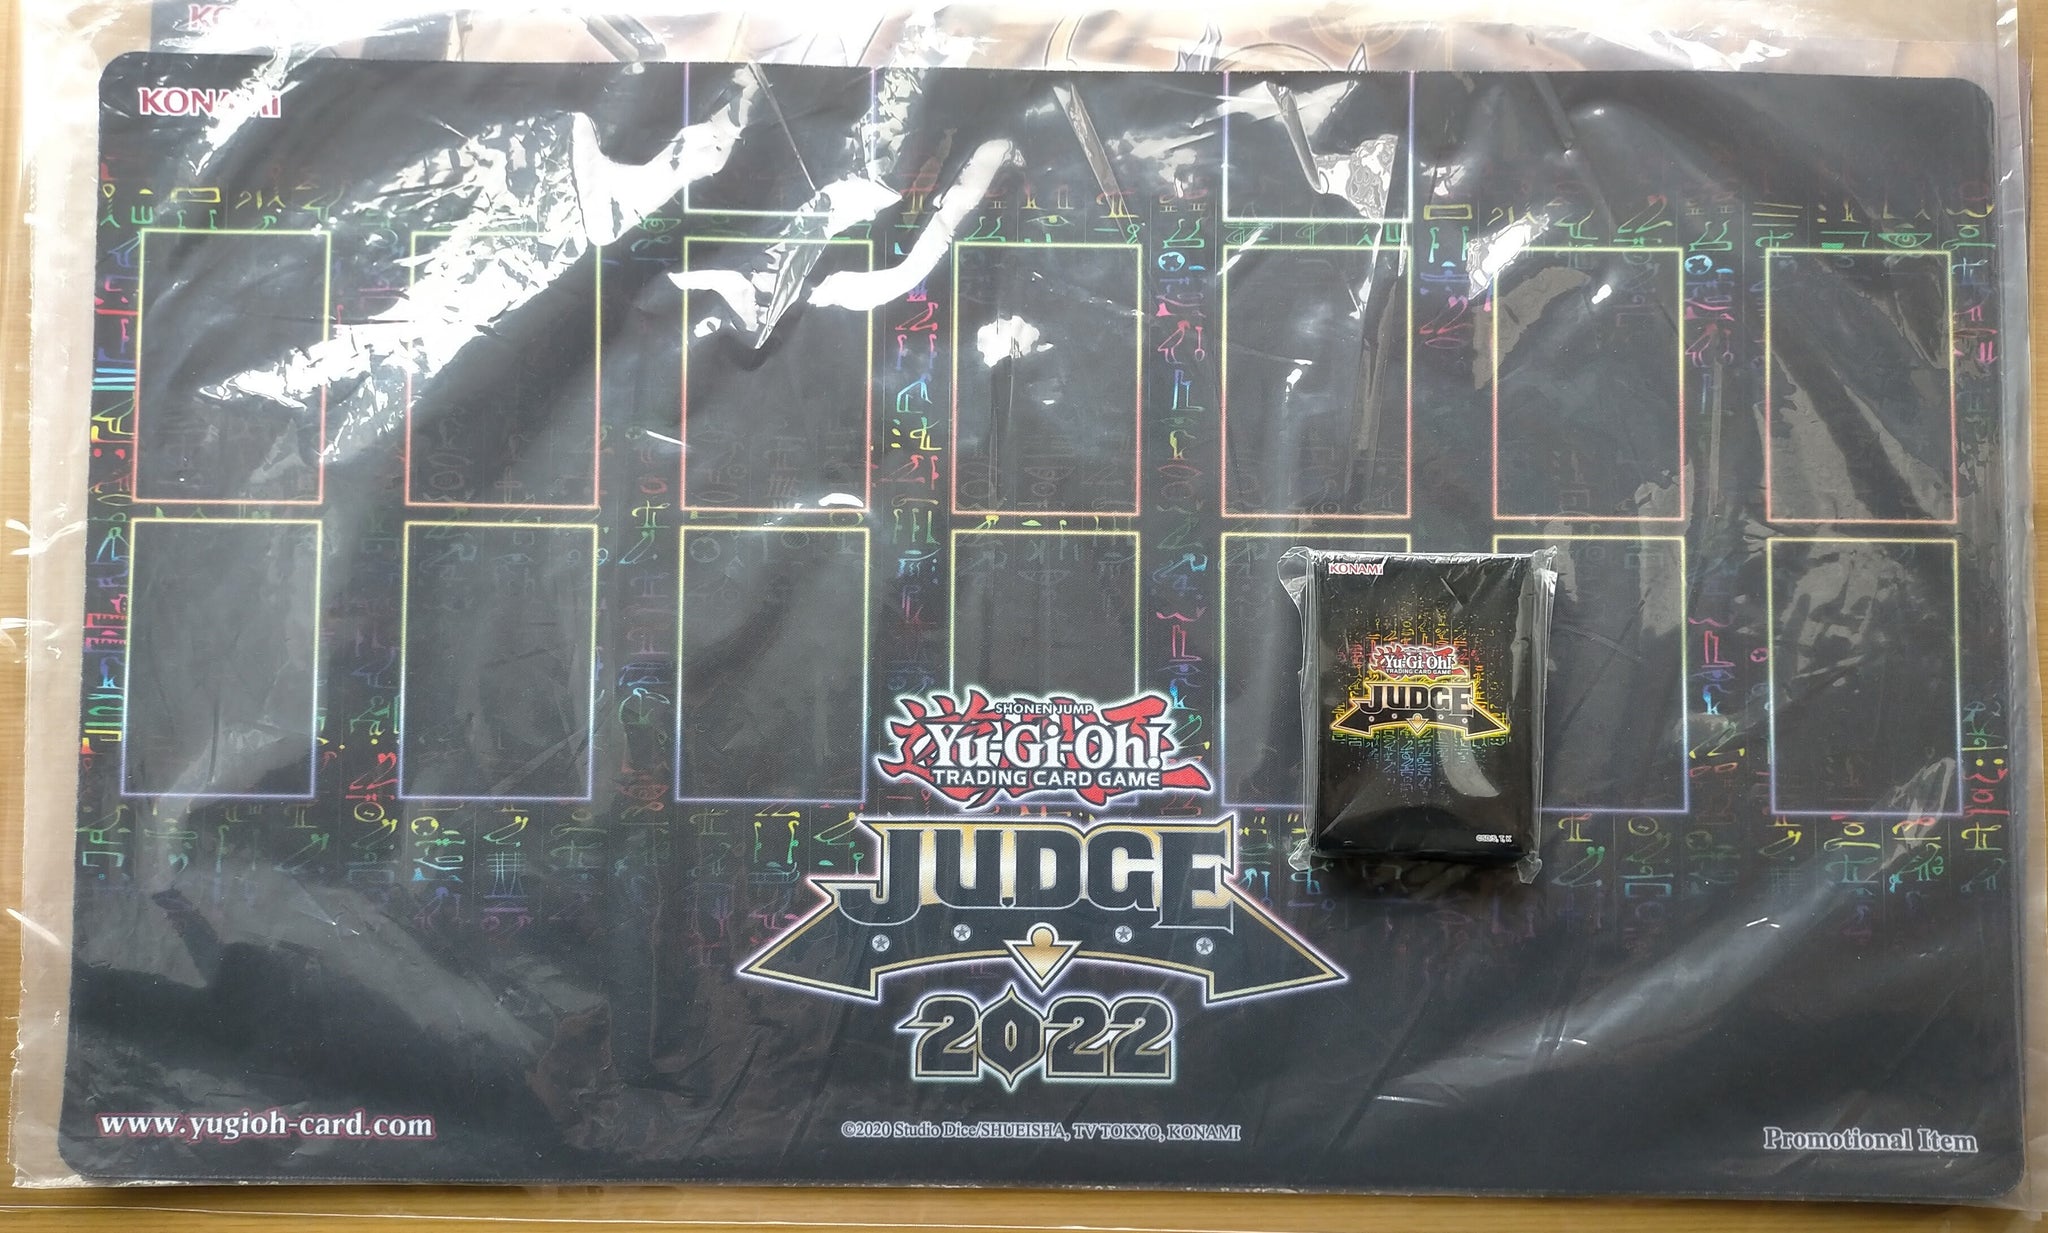 KONAMI
SHONEN JUMP
Yu-Gi-Oh!
TRADING CARD GAME
JUDGE
2022
KONAMI
Yu-Gi-Oh!
TRADING CARD GAME
JUDGE
©SD/S, T, K
www.yugioh-card.com
©2020 Studio Dice/SHUEISHA, TV TOKYO, KONAMI
Promotional Item